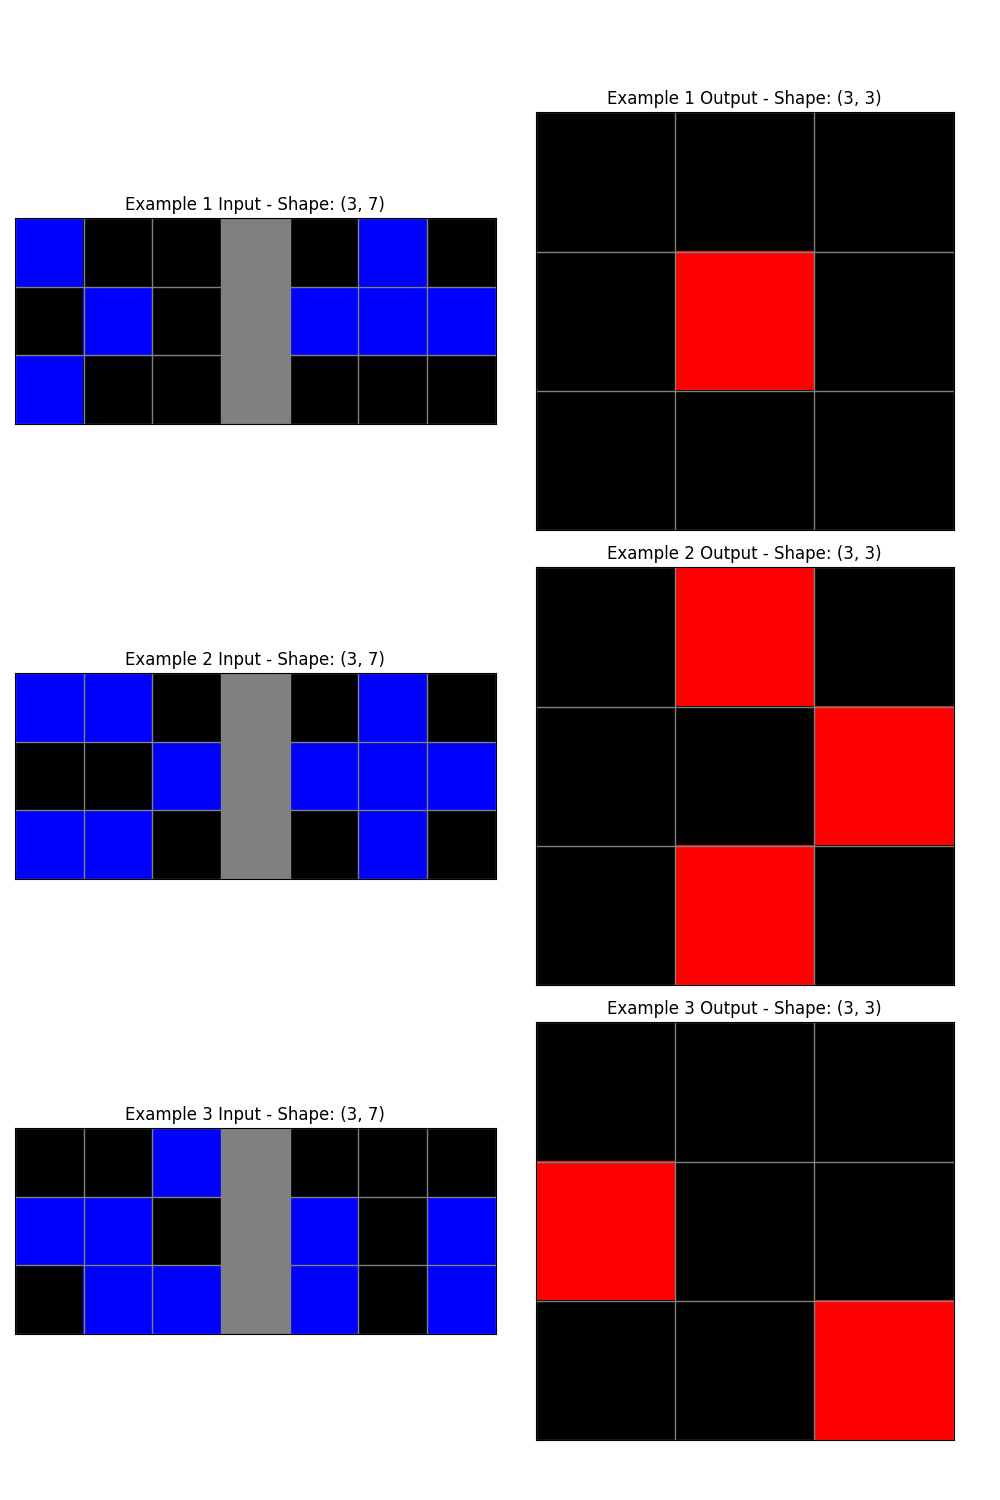 Example 1 Output - Shape: (3, 3)
Example 1 Input - Shape: (3, 7)
Example 2 Output - Shape: (3, 3)
Example 2 Input - Shape: (3, 7)
Example 3 Output - Shape: (3, 3)
Example 3 Input - Shape: (3, 7)